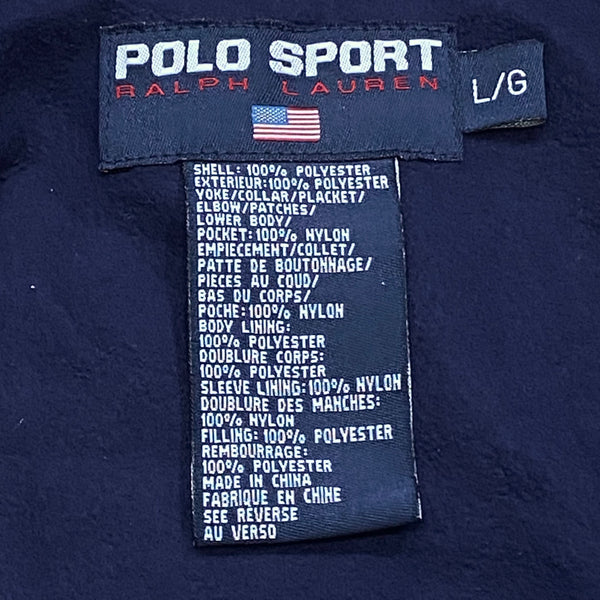 POLO SPORT
RALPH LAUREN
L/G
SHELL: 100% POLYESTER
EXTERIEUR:100% POLYESTER
YOKE/COLLAR/PLACKET/
ELBOW/PATCHES/
LOWER BODY/
POCKET:100% NYLON
EMPIECEMENT/COLLET/
PATTE DE BOUTONNAGE/
PIECES AU COUD/
BAS DU CORPS/
POCHE:100% NYLON
BODY LINING:
100% POLYESTER
DOUBLURE CORPS:
100% POLYESTER
SLEEVE LINING:100% NYLON
DOUBLURE DES MANCHES:
100% NYLON
FILLING: 100% POLYESTER
REMBOURRAGE:
100% POLYESTER
MADE IN CHINA
FABRIQUE EN CHINE
SEE REVERSE
AU VERSO